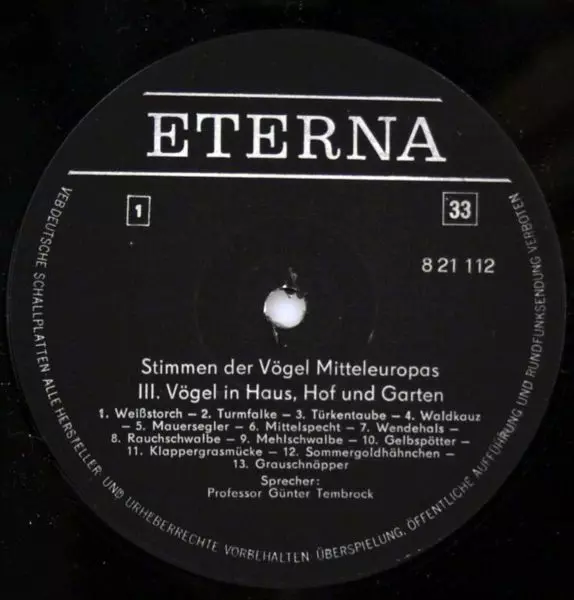 ETERNA
1
33
8 21 112
Stimmen der Vögel Mitteleuropas
III. Vögel in Haus, Hof und Garten
1. Weißstorch – 2. Turmfalke – 3. Türkentaube – 4. Waldkauz
– 5. Mauersegler – 6. Mittelspecht – 7. Wendehals –
8. Rauchschwalbe – 9. Mehlschwalbe – 10. Gelbspötter –
11. Klappergrasmücke – 12. Sommergoldhähnchen –
13. Grauschnäpper
Sprecher:
Professor Günter Tembrock
VEB DEUTSCHE SCHALLPLATTEN ALLE HERSTELLER- UND URHEBERRECHTE VORBEHALTEN. ÜBERSPIELUNG, ÖFFENTLICHE AUFFÜHRUNG UND RUNDFUNKSENDUNG VERBOTEN